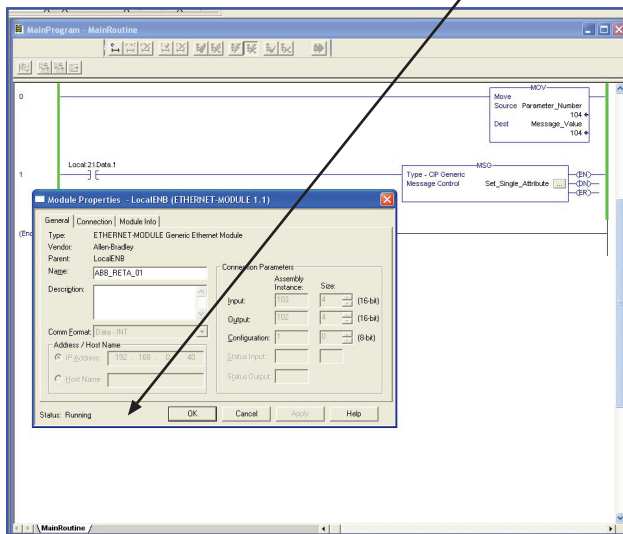 MainProgram - MainRoutine
0
MOV
Move
Source Parameter_Number
104
Dest Message_Value
104
1
Local:2:I.Data.1
MSG
Type - CIP Generic
Message Control Set_Single_Attribute ...
EN
DN
ER
(End
Module Properties - LocalENB (ETHERNET-MODULE 1.1)
General Connection Module Info
Type: ETHERNET-MODULE Generic Ethernet Module
Vendor: Allen-Bradley
Parent: LocalENB
Name: ABB_RETA_01
Description:
Comm Format: Data - INT
Address / Host Name
IP Address: 192 . 168 . 0 . 40
Host Name:
Connection Parameters
Assembly
Instance: Size:
Input: 103 4 (16-bit)
Output: 102 4 (16-bit)
Configuration: 1 0 (8-bit)
Status Input:
Status Output:
Status: Running
OK Cancel Apply Help
MainRoutine